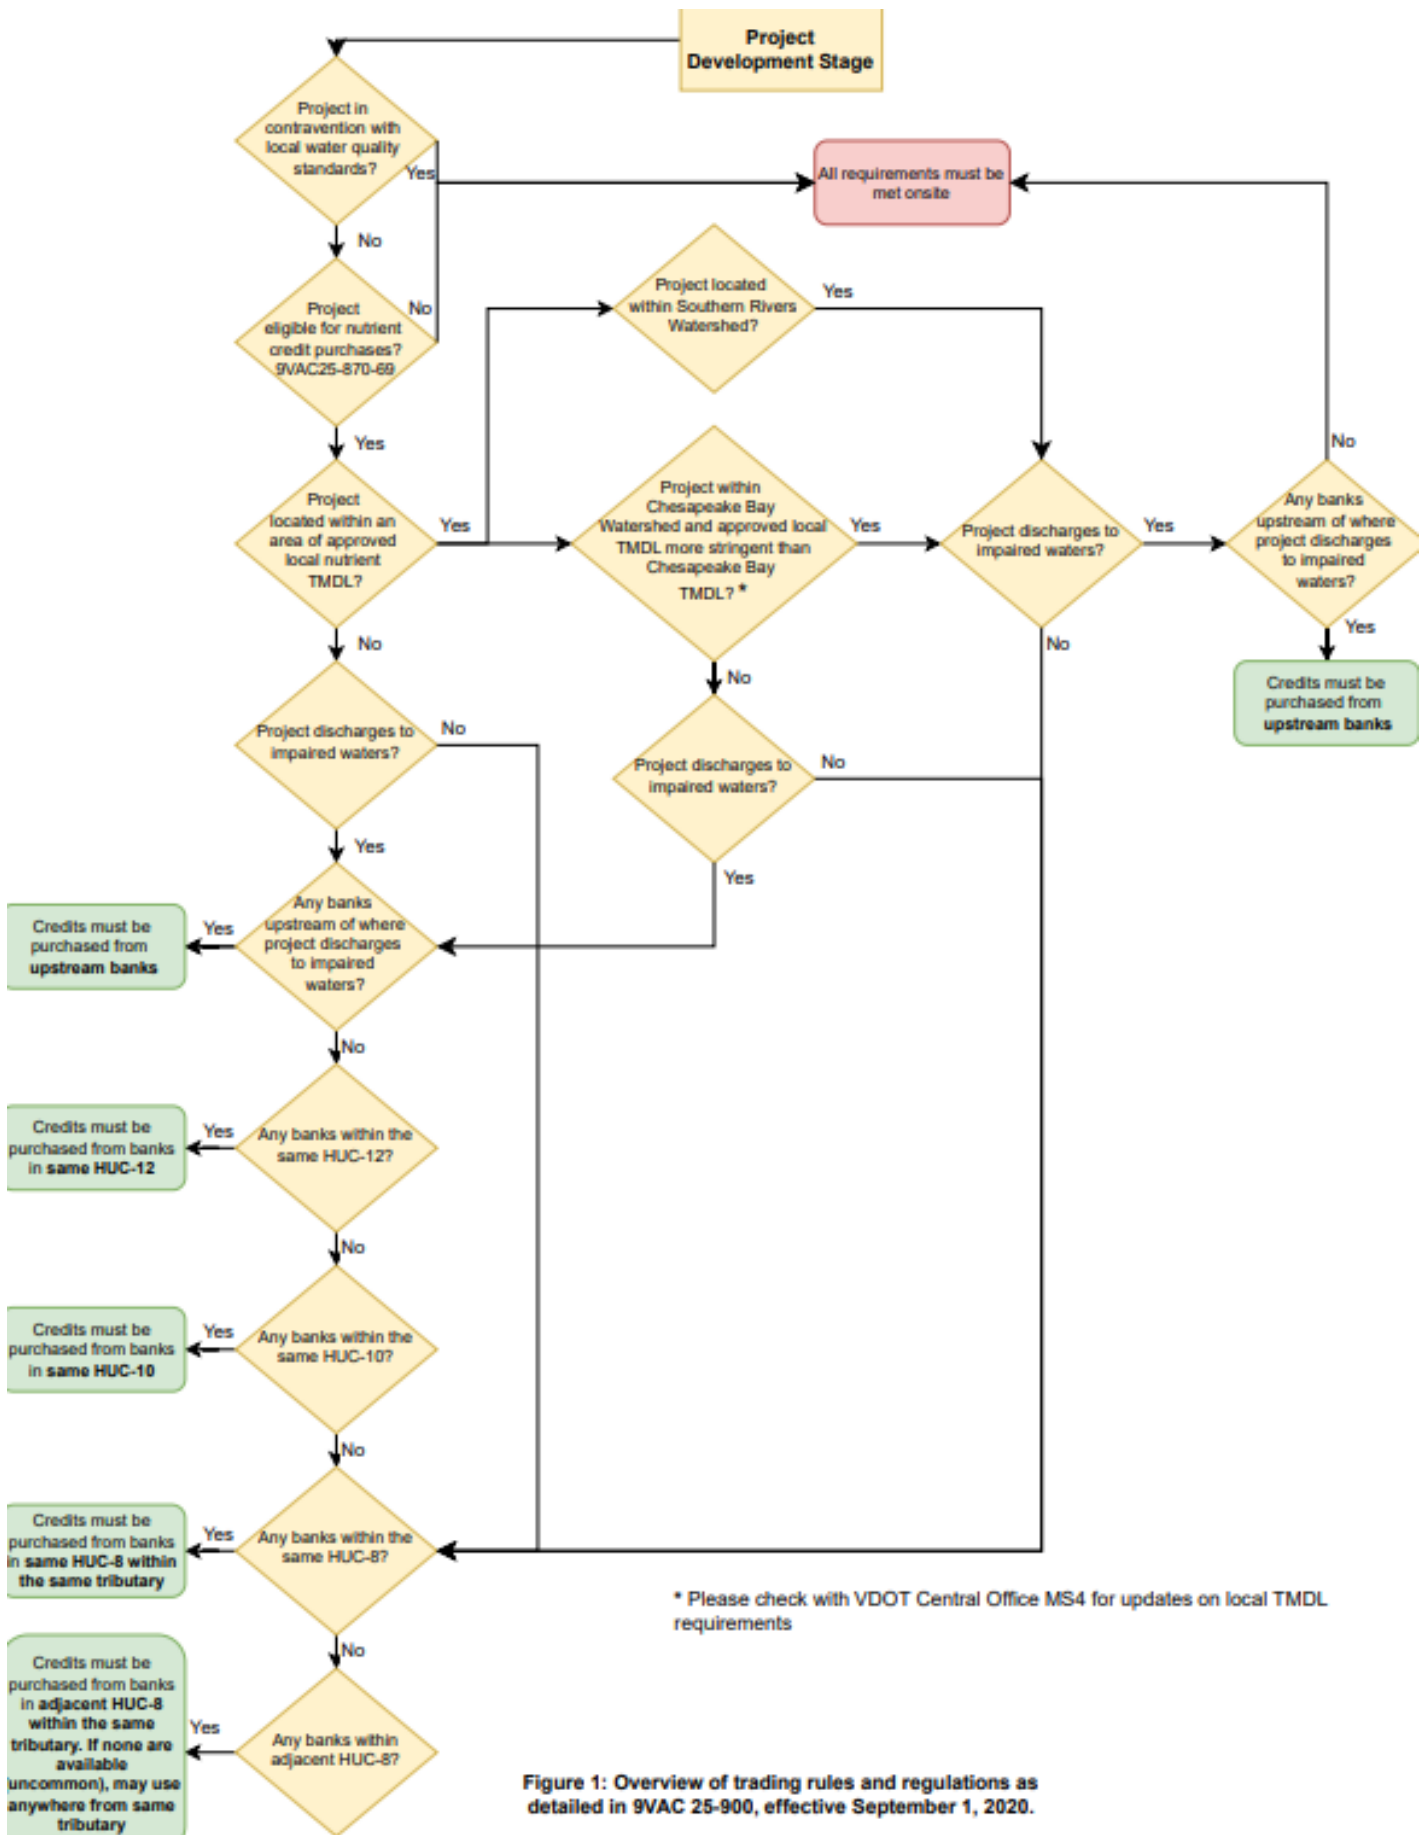 Project
Development Stage
Project in
contravention with
local water quality
standards?
Yes
All requirements must be
met onsite
No
Project
eligible for nutrient
credit purchases?
9VAC25-870-69
No
Project located
within Southern Rivers
Watershed?
Yes
Yes
Project
located within an
area of approved
local nutrient
TMDL?
Yes
Project within
Chesapeake Bay
Watershed and approved local
TMDL more stringent than
Chesapeake Bay
TMDL? *
Yes
Project discharges to
impaired waters?
Yes
No
Any banks
upstream of where
project discharges
to impaired
waters?
Yes
Credits must be
purchased from
upstream banks
No
No
No
Project discharges to
impaired waters?
No
Project discharges to
impaired waters?
No
Yes
Yes
Any banks
upstream of where
project discharges
to impaired
waters?
Yes
Credits must be
purchased from
upstream banks
No
Any banks within the
same HUC-12?
Yes
Credits must be
purchased from banks
in same HUC-12
No
Any banks within the
same HUC-10?
Yes
Credits must be
purchased from banks
in same HUC-10
No
Any banks within the
same HUC-8?
Yes
Credits must be
purchased from banks
in same HUC-8 within
the same tributary
* Please check with VDOT Central Office MS4 for updates on local TMDL
requirements
No
Any banks within
adjacent HUC-8?
Yes
Credits must be
purchased from banks
in adjacent HUC-8
within the same
tributary. If none are
available
(uncommon), may use
anywhere from same
tributary
Figure 1: Overview of trading rules and regulations as
detailed in 9VAC 25-900, effective September 1, 2020.